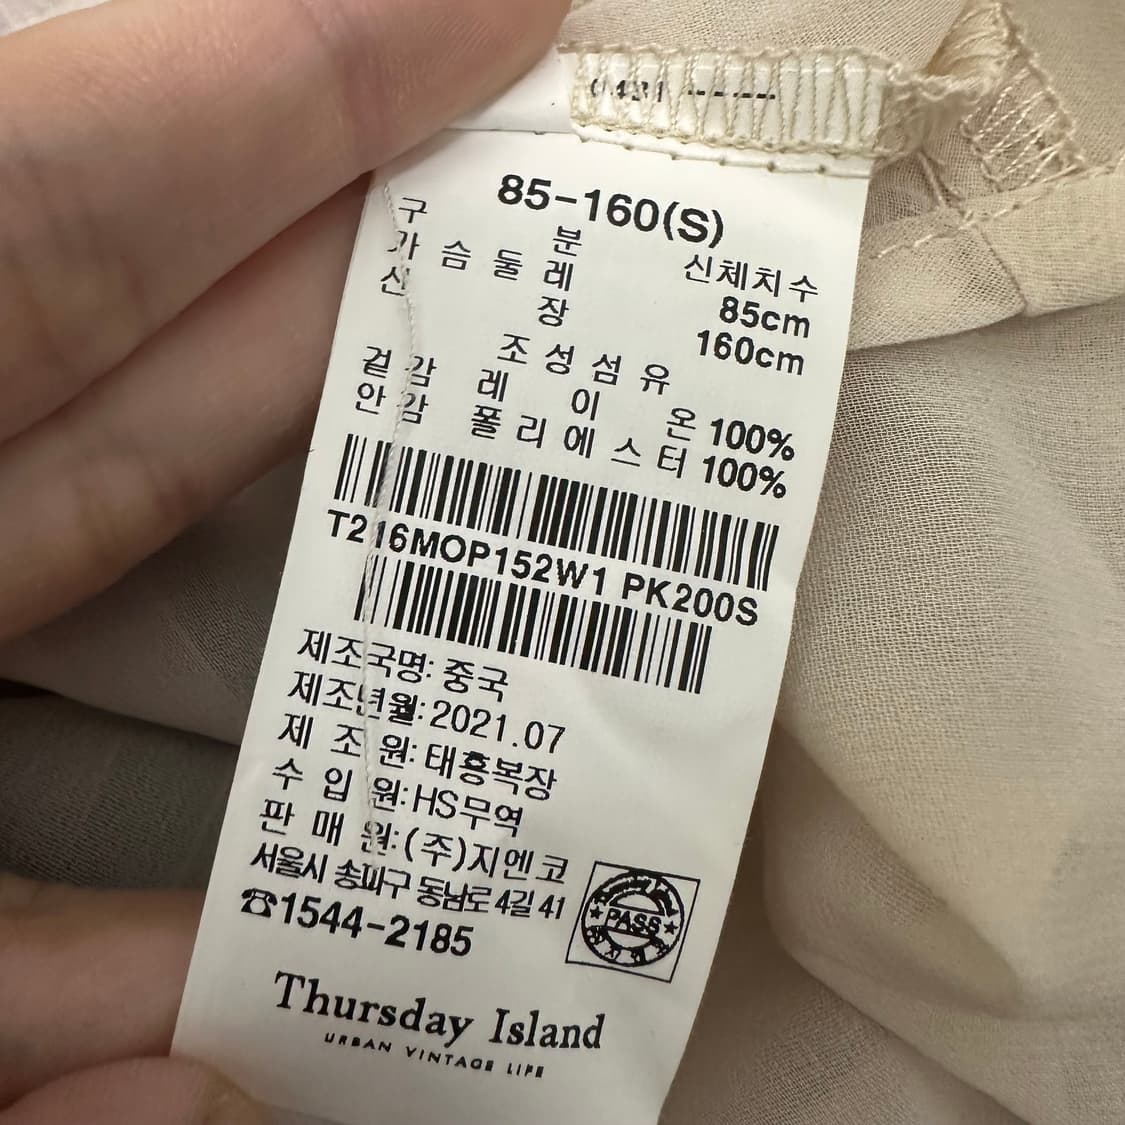 0431 -----
85-160(S)
구 분 신체치수
가 슴 둘 레 85cm
신 장 160cm
조 성 섬 유
겉 감 레 이 온 100%
안 감 폴 리 에 스 터 100%
T216MOP152W1 PK200S
제조국명: 중국
제조년월: 2021.07
제 조 원: 태흥복장
수 입 원: HS무역
판 매 원: (주)지엔코
서울시 송파구 동남로 4길 41
☎1544-2185
PASS
Thursday Island
URBAN VINTAGE LIFE